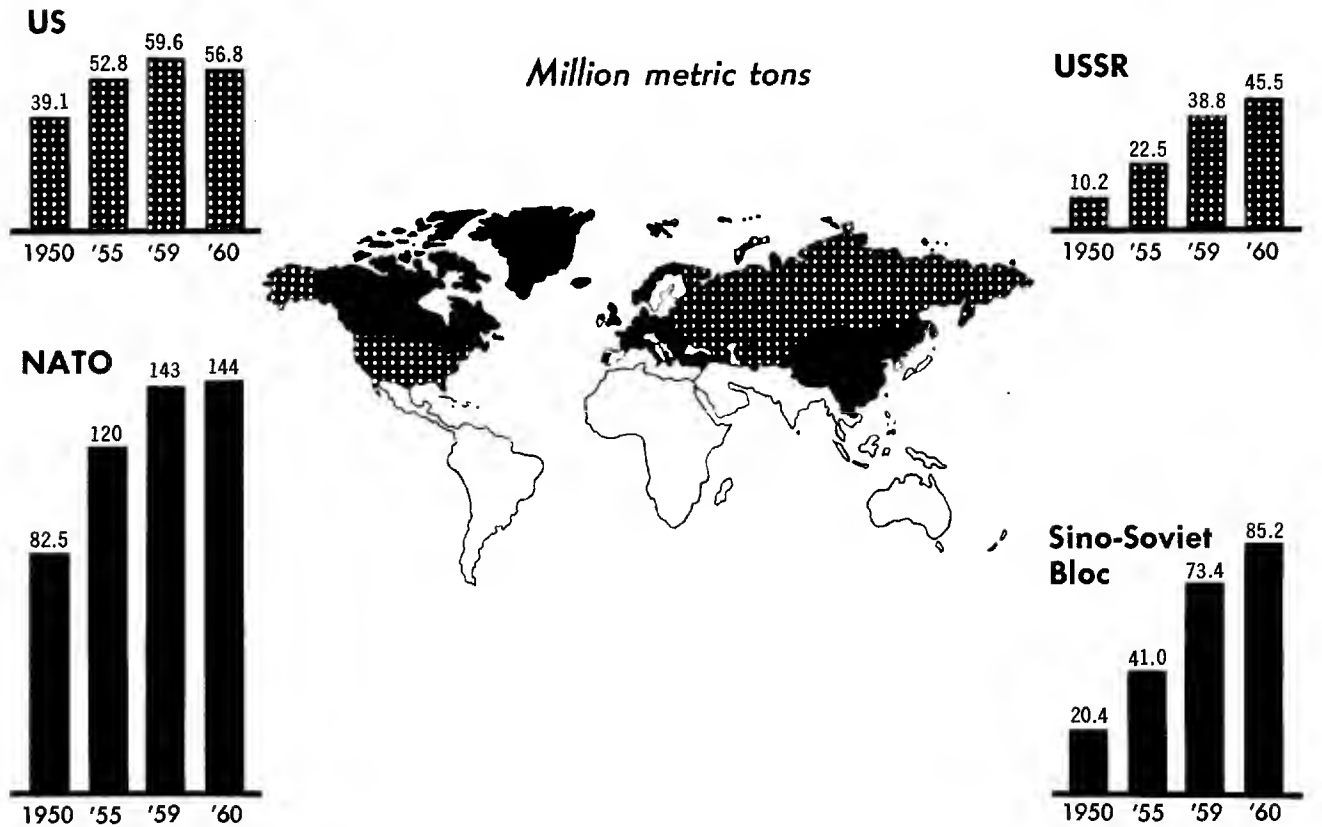 US
39.1 52.8 59.6 56.8
1950 '55 '59 '60
Million metric tons
USSR
10.2 22.5 38.8 45.5
1950 '55 '59 '60
NATO
82.5 120 143 144
1950 '55 '59 '60
Sino-Soviet
Bloc
20.4 41.0 73.4 85.2
1950 '55 '59 '60